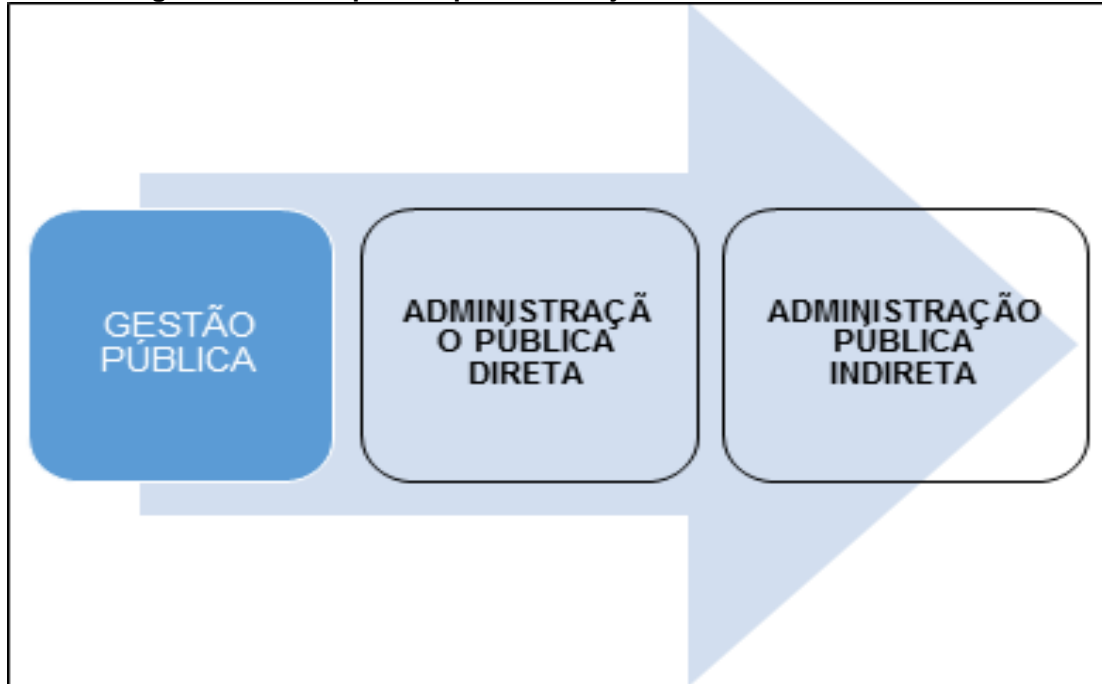 GESTÃO
PÚBLICA
ADMINISTRAÇÃ
O PÚBLICA
DIRETA
ADMINISTRAÇÃO
PÚBLICA
INDIRETA